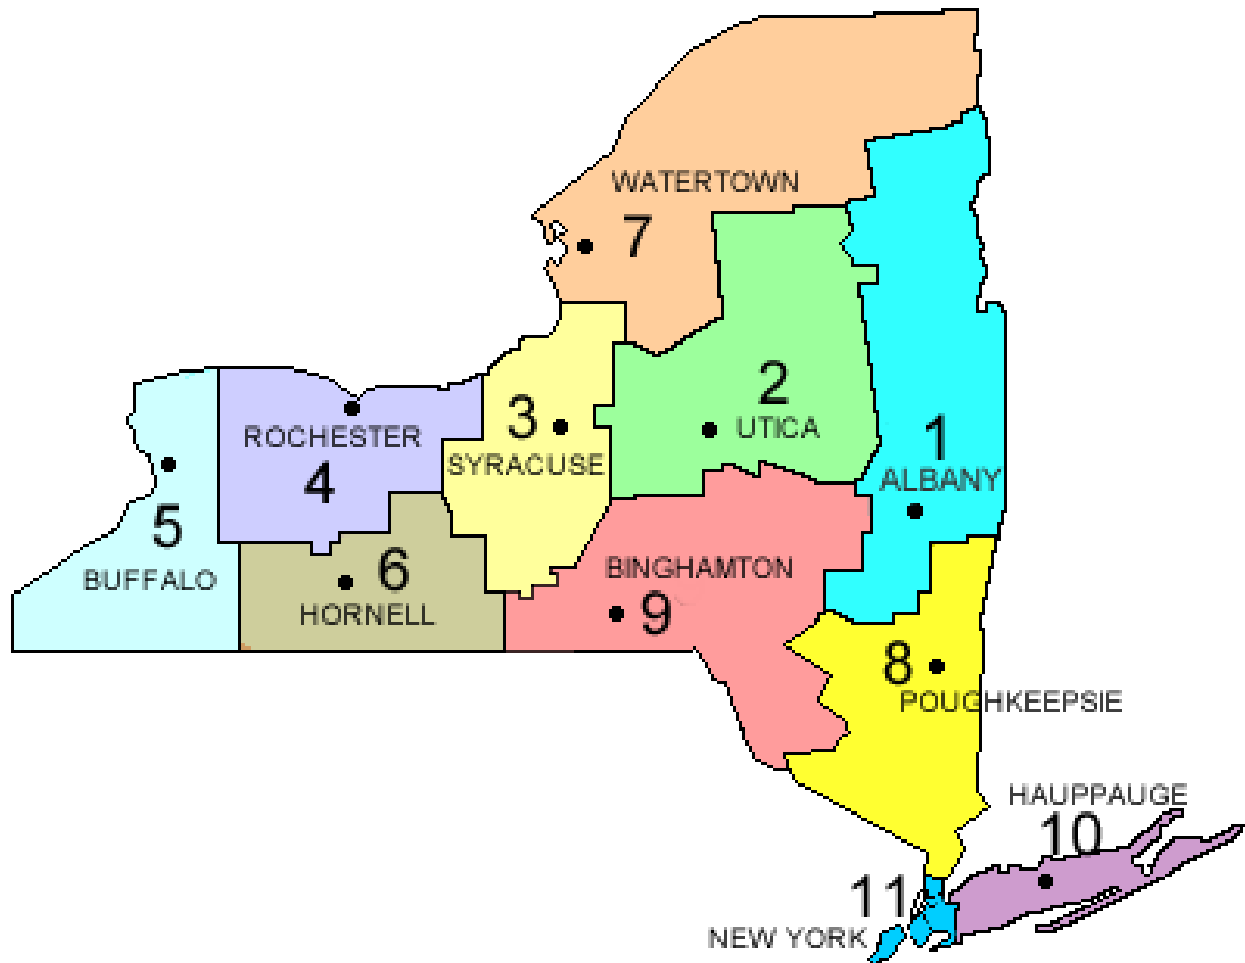 WATERTOWN
7
2
UTICA
1
ALBANY
3
SYRACUSE
ROCHESTER
4
5
BUFFALO
6
HORNELL
BINGHAMTON
9
8
POUGHKEEPSIE
HAUPPAUGE
10
11
NEW YORK